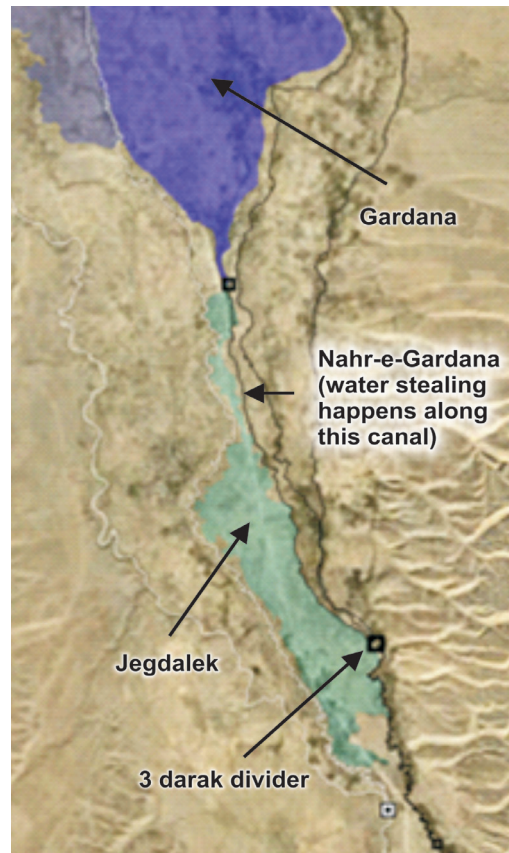 Gardana
Nahr-e-Gardana
(water stealing
happens along
this canal)
Jegdalek
3 darak divider